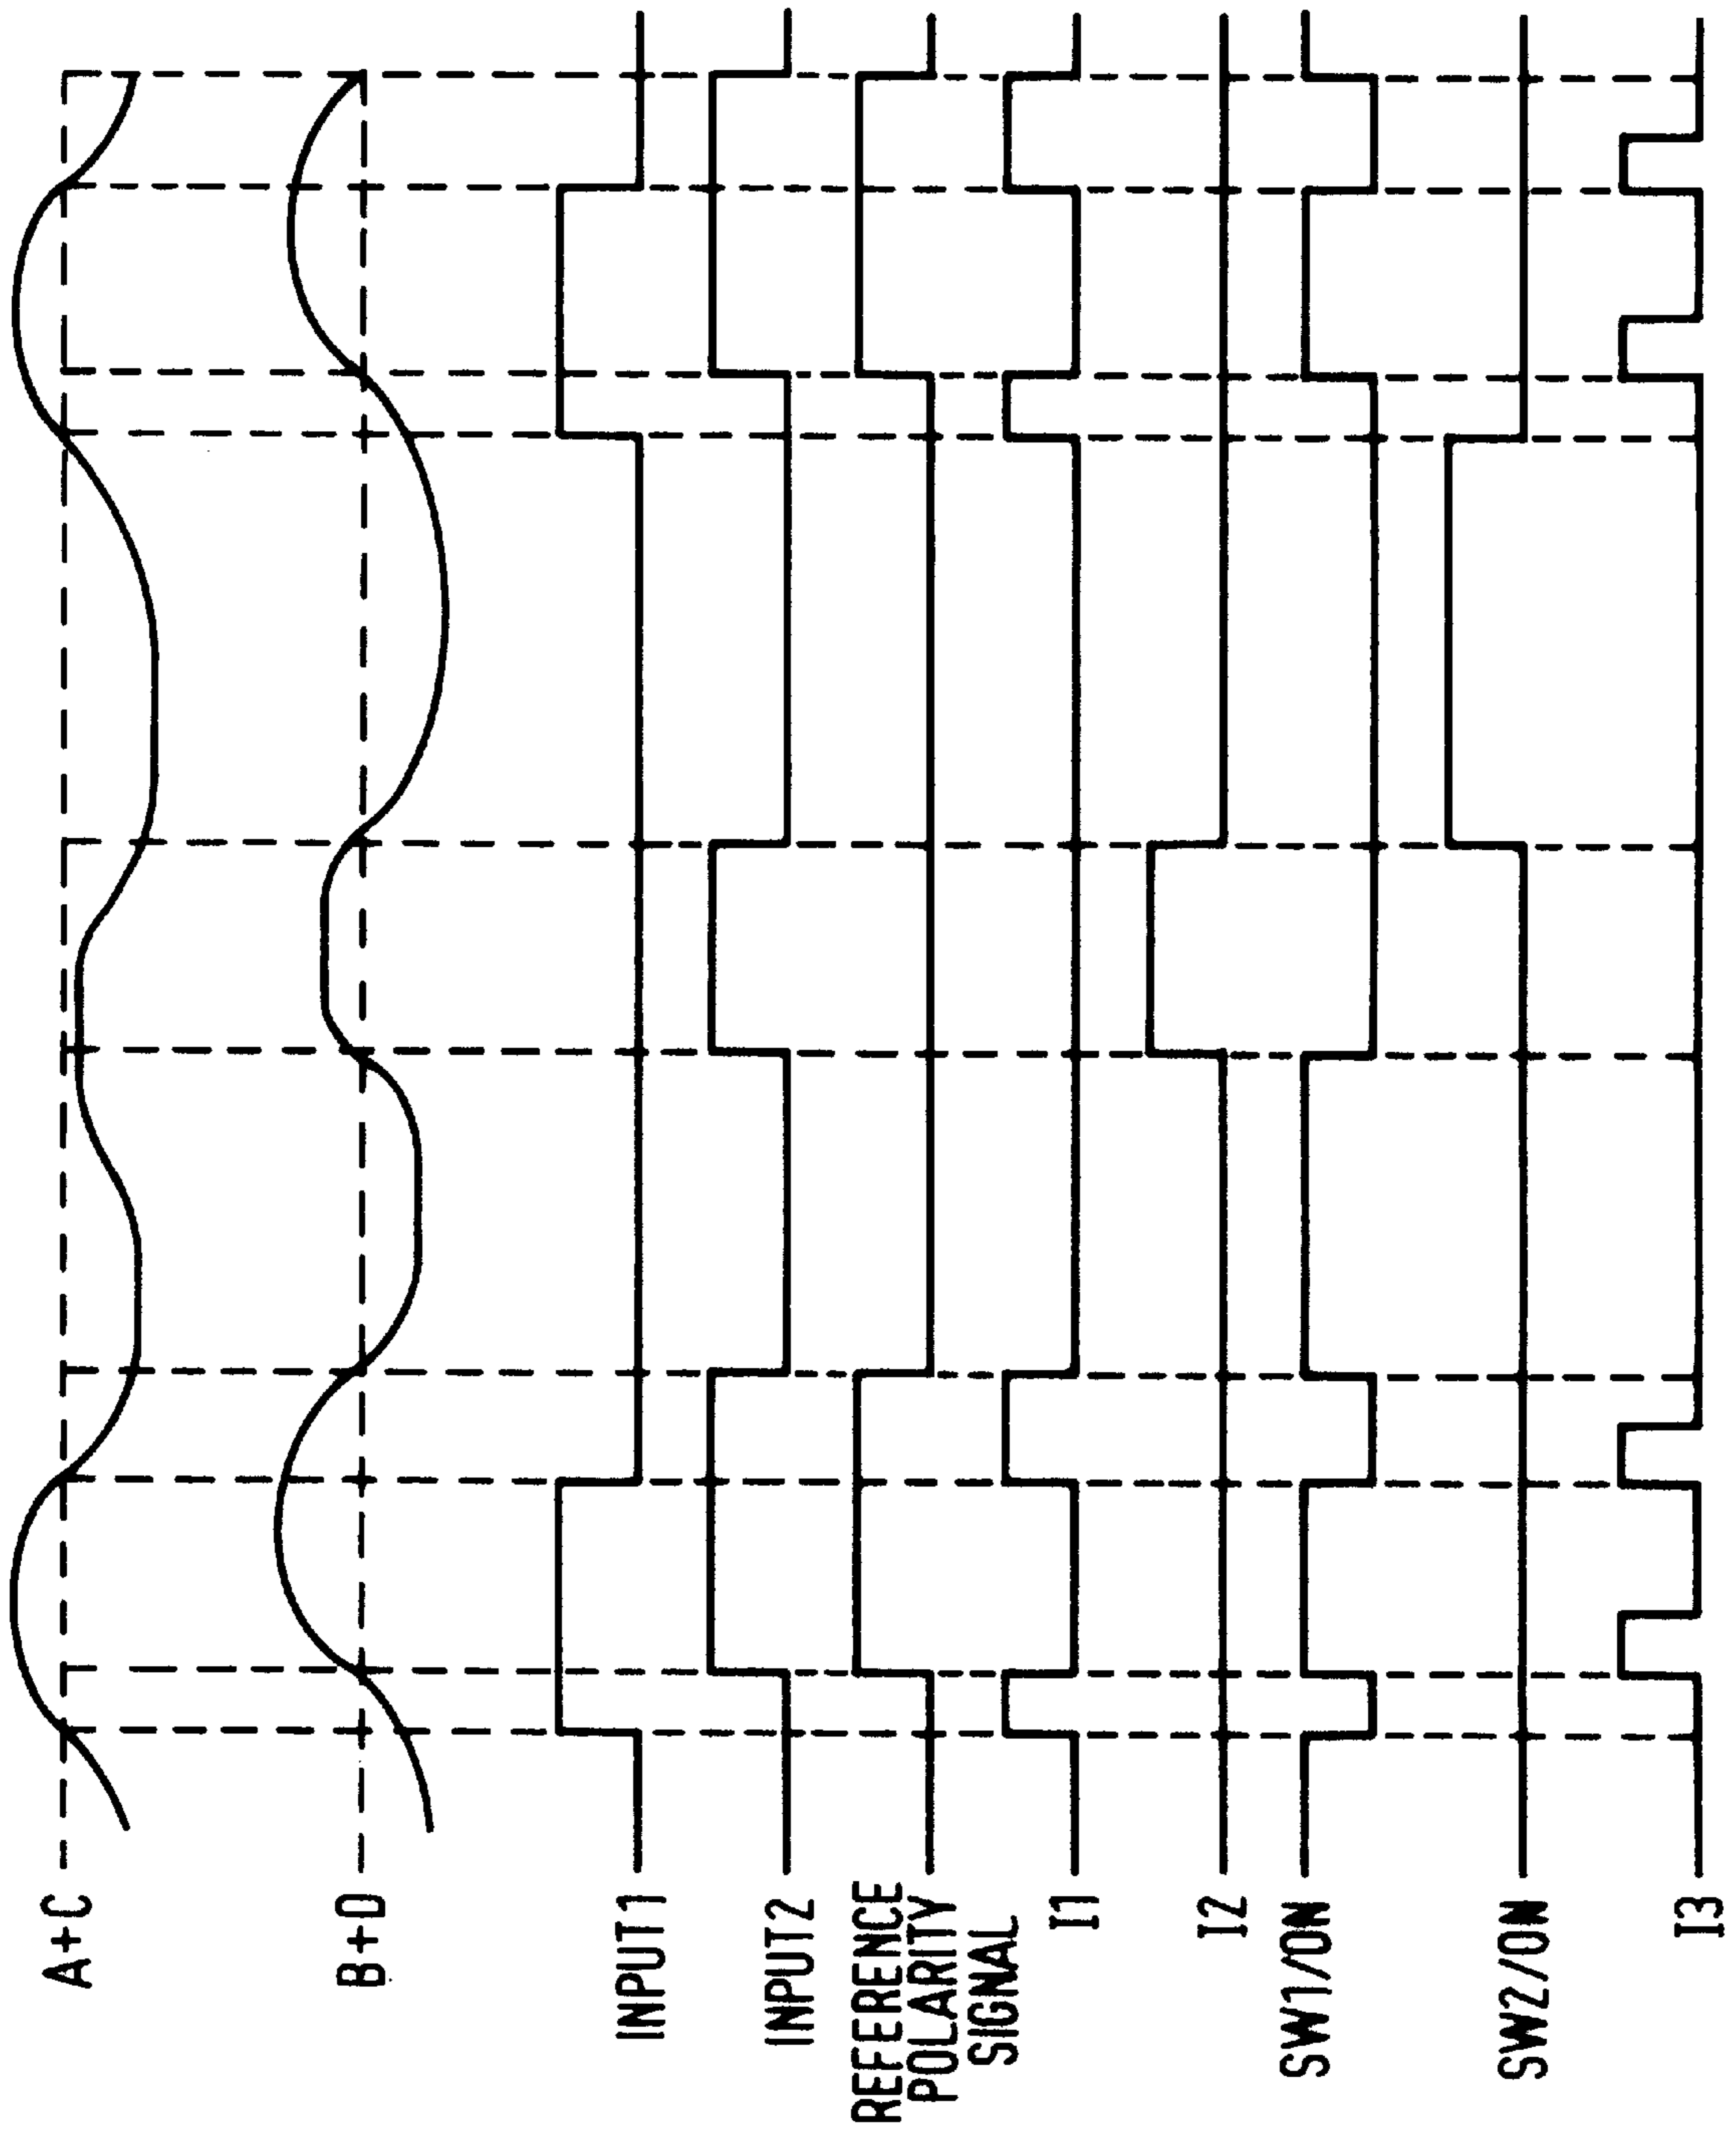 A+C
B+D
INPUT1
INPUT2
REFERENCE
POLARITY
SIGNAL
I1
I2
SW1/ON
SW2/ON
I3